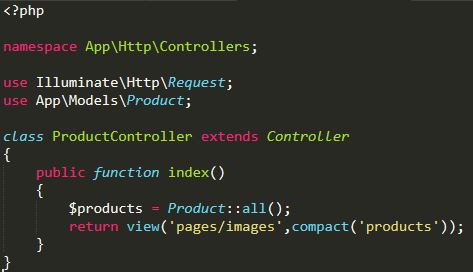 <?php
namespace App\Http\Controllers;
use Illuminate\Http\Request;
use App\Models\Product;
class ProductController extends Controller
{
    public function index()
    {
        $products = Product::all();
        return view('pages/images',compact('products'));
    }
}